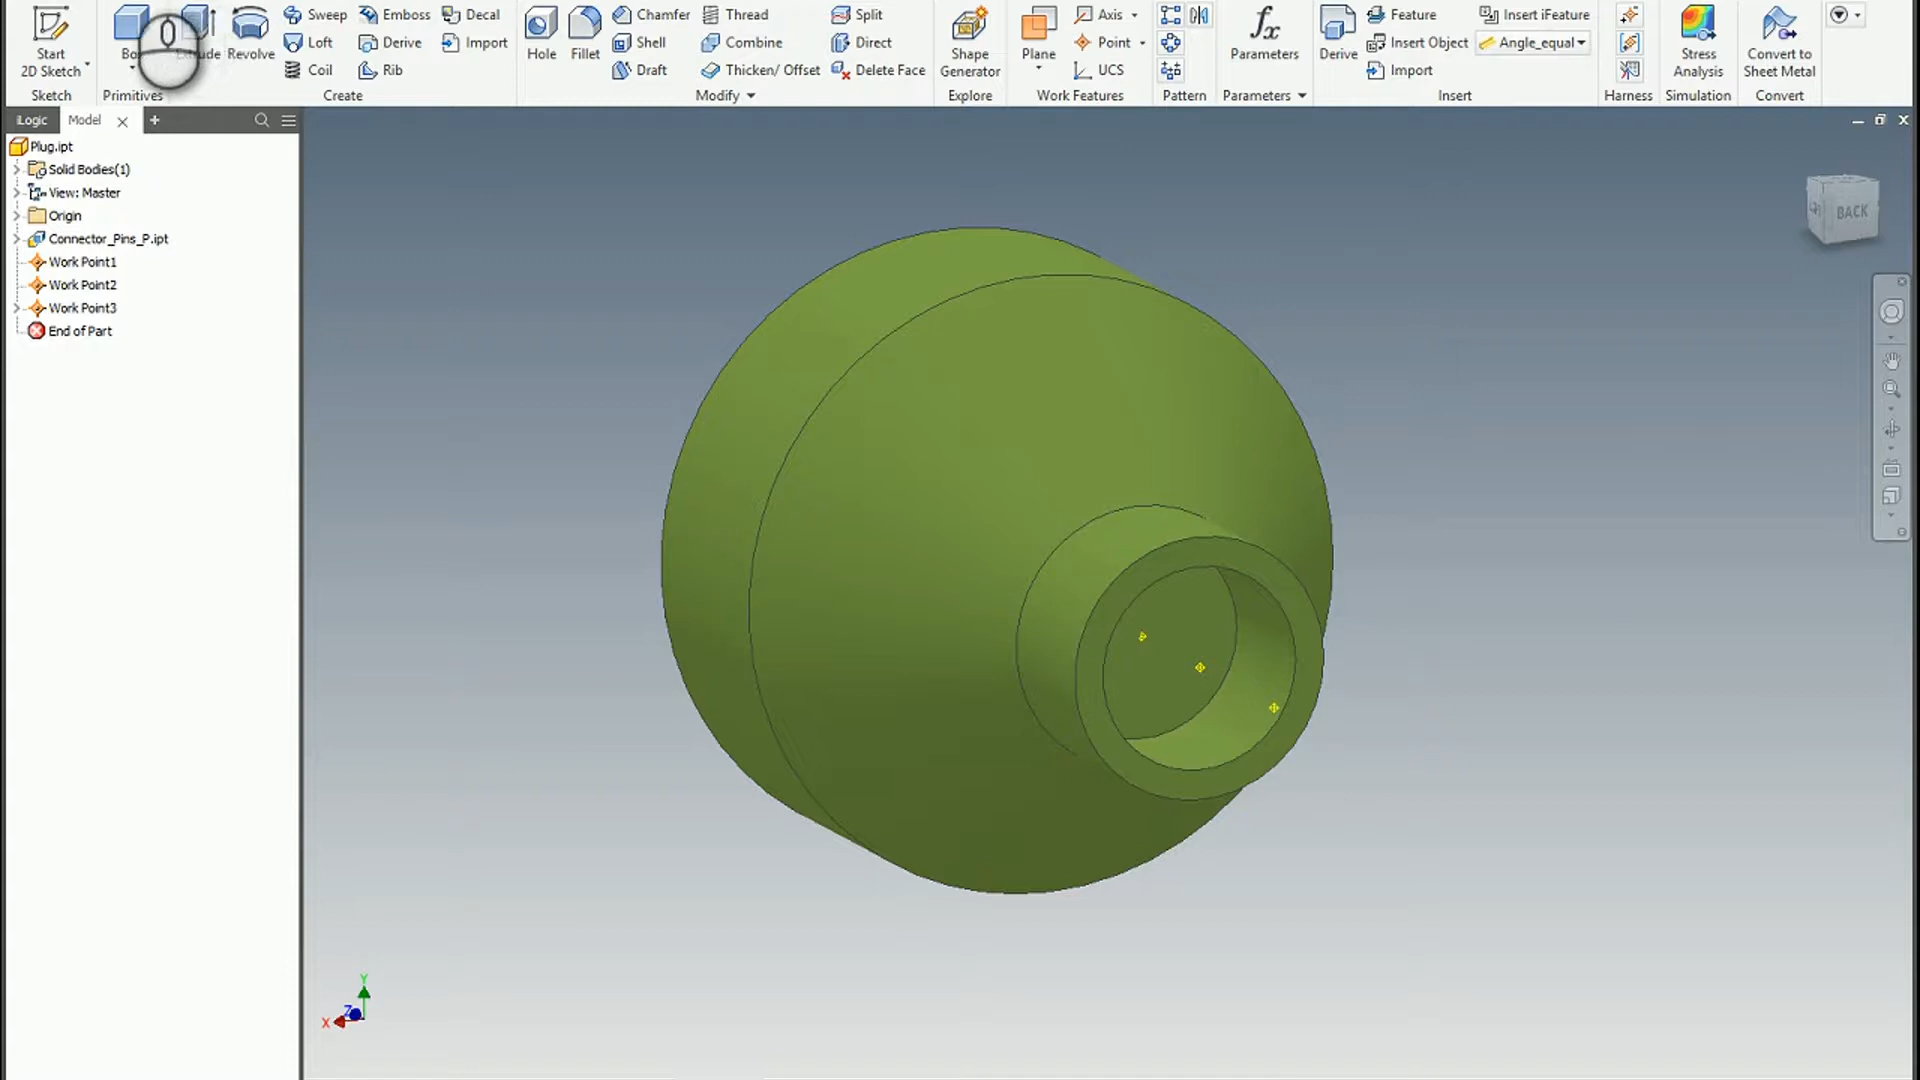 Sweep Emboss Decal Chamfer Thread Split Axis Feature Insert iFeature
Start Revolve Loft Derive Import Hole Fillet Shell Combine Direct Shape Plane Point Parameters Derive Insert Object Angle_equal Stress Convert to
2D Sketch Coil Rib Draft Thicken/ Offset Delete Face Generator UCS Import Analysis Sheet Metal
Sketch Primitives Create Modify Explore Work Features Pattern Parameters Insert Harness Simulation Convert
iLogic Model
Plug.ipt
Solid Bodies(1)
View: Master
Origin
Connector_Pins_P.ipt
Work Point1
Work Point2
Work Point3
End of Part
BACK
Y
Z
X